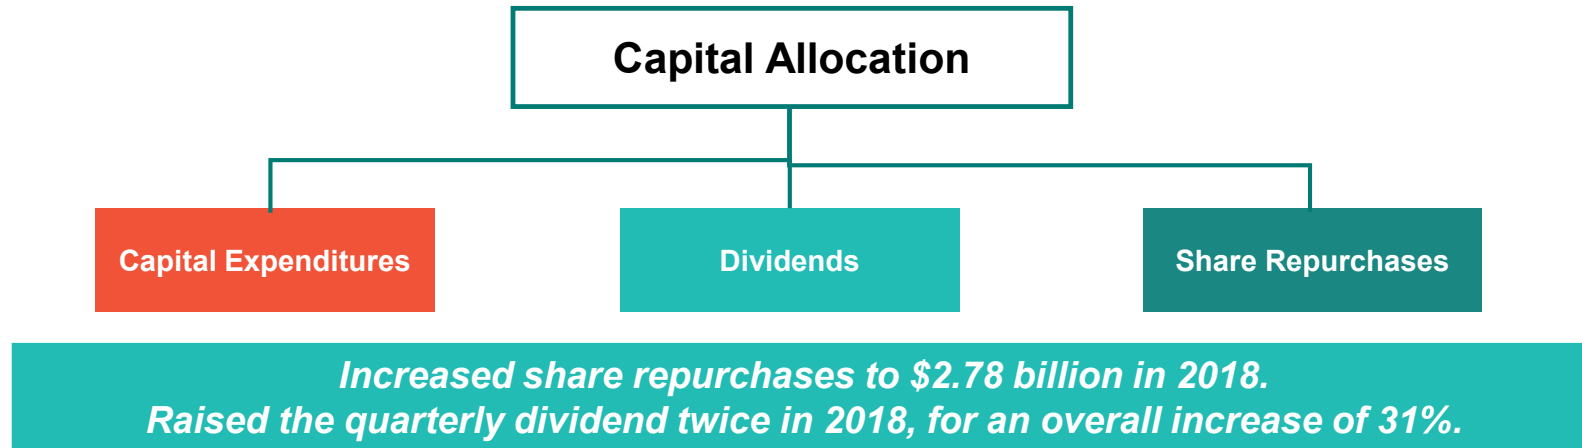 Capital Allocation
Capital Expenditures
Dividends
Share Repurchases
Increased share repurchases to $2.78 billion in 2018.
Raised the quarterly dividend twice in 2018, for an overall increase of 31%.